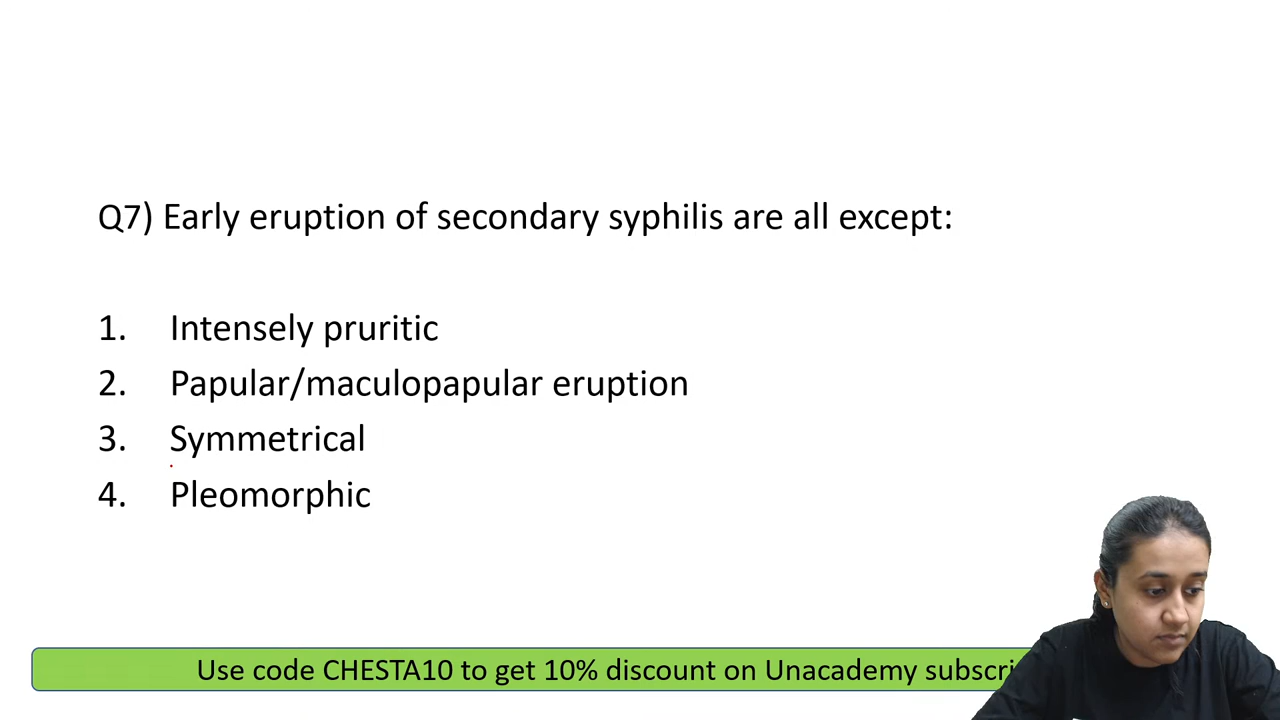 Q7) Early eruption of secondary syphilis are all except:
1. Intensely pruritic
2. Papular/maculopapular eruption
3. Symmetrical
4. Pleomorphic
Use code CHESTA10 to get 10% discount on Unacademy